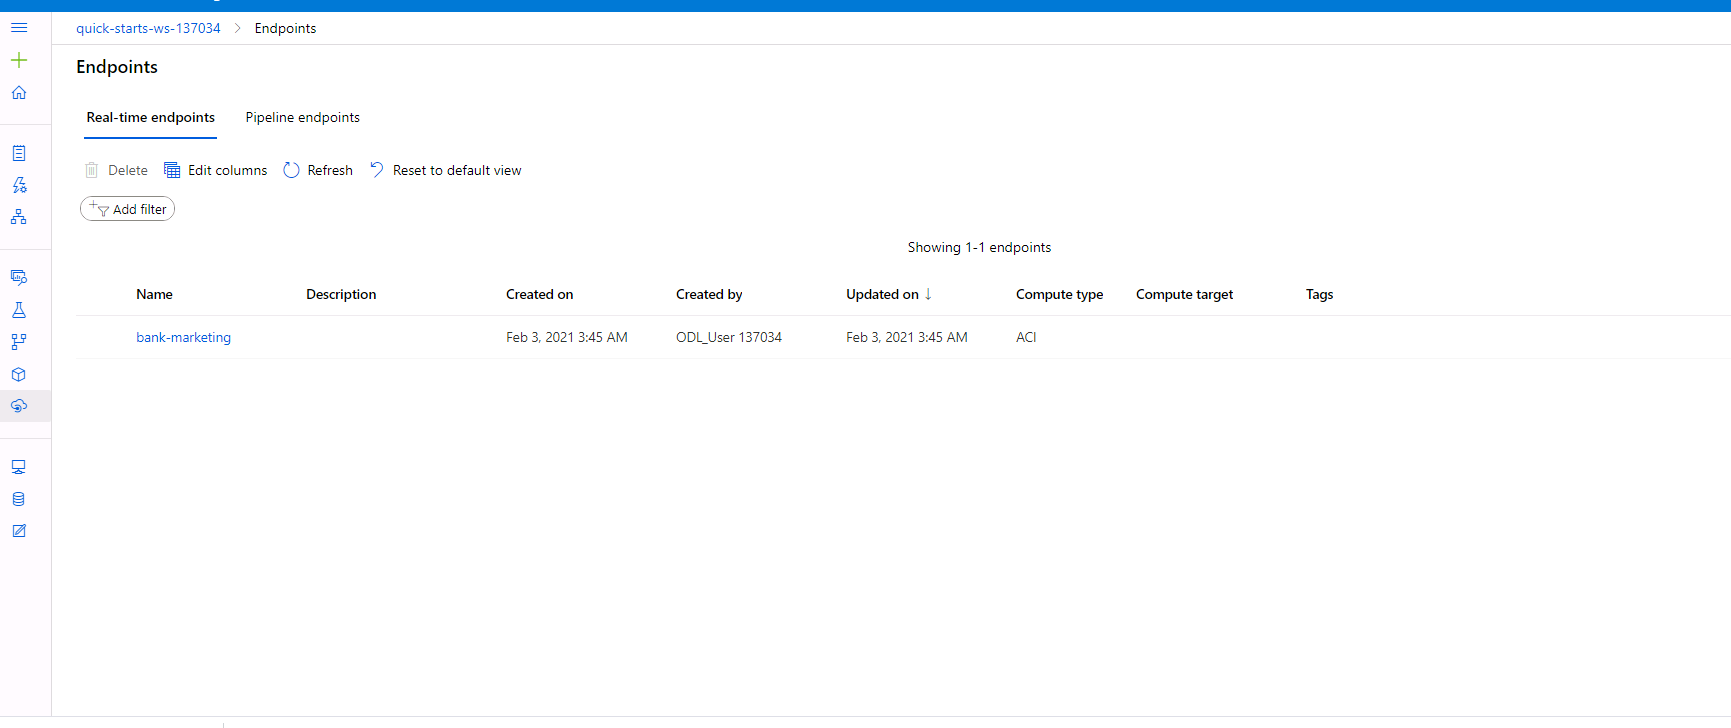 quick-starts-ws-137034 > Endpoints
Endpoints
Real-time endpoints Pipeline endpoints
Delete Edit columns Refresh Reset to default view
Add filter
Showing 1-1 endpoints
Name Description Created on Created by Updated on ↓ Compute type Compute target Tags
bank-marketing Feb 3, 2021 3:45 AM ODL_User 137034 Feb 3, 2021 3:45 AM ACI